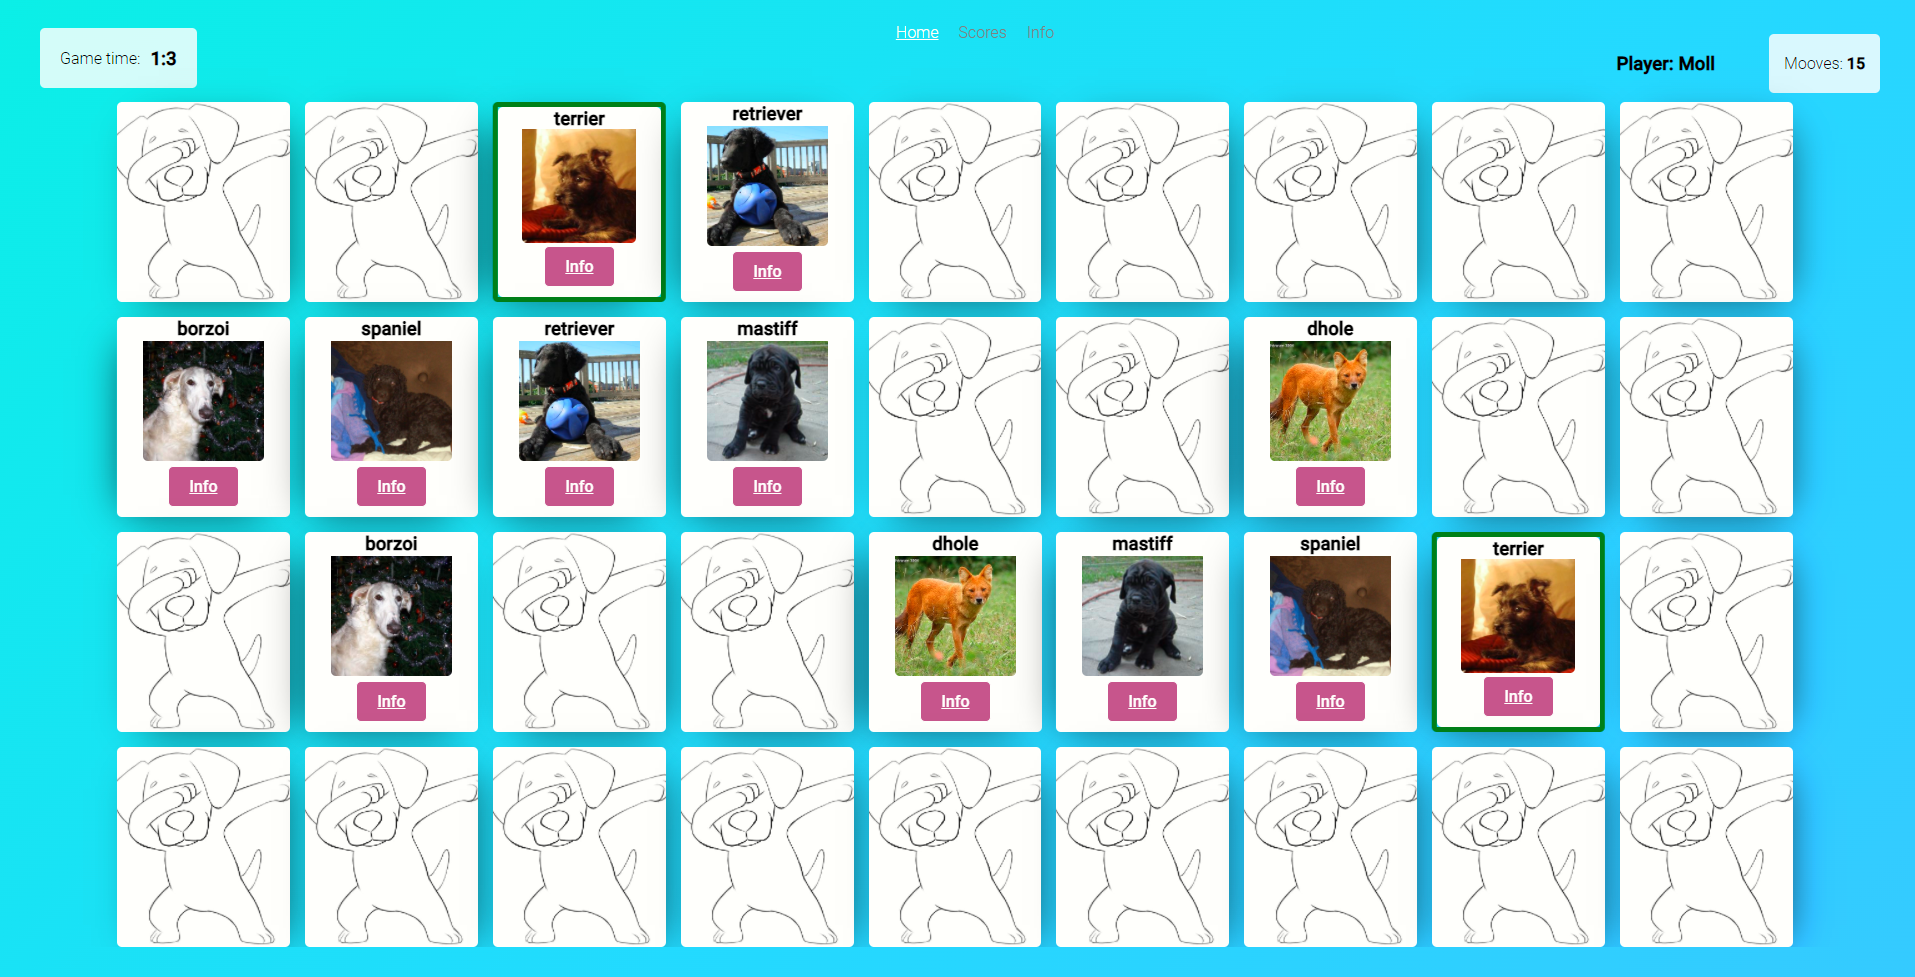 Home Scores Info
Game time: 1:3
Player: Moll
Mooves: 15
terrier
Info
retriever
Info
borzoi
Info
spaniel
Info
retriever
Info
mastiff
Info
dhole
Info
borzoi
Info
dhole
Info
mastiff
Info
spaniel
Info
terrier
Info